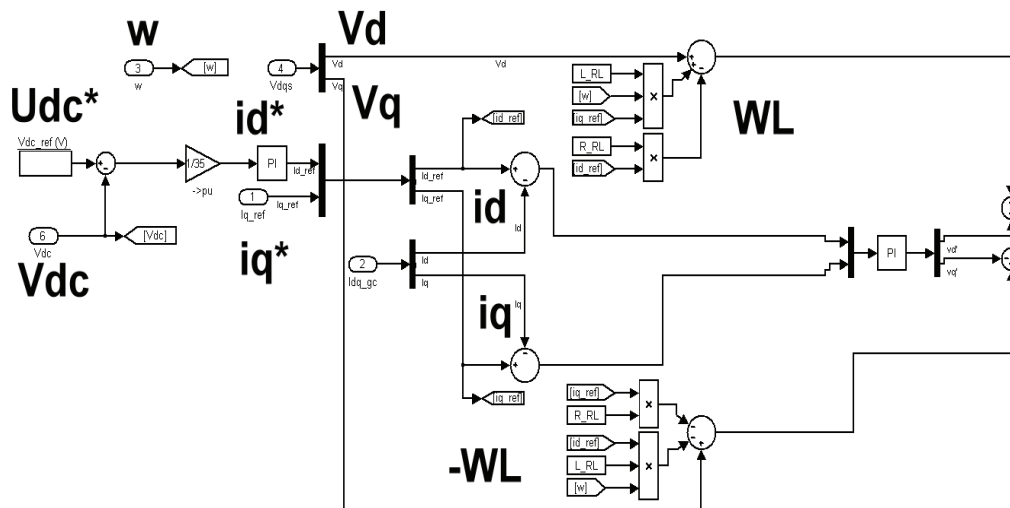 w
Vd
3
[w]
w
4
Vdqs
Vd
Vq
Vd
L_RL
[w]
[iq_ref]
×
R_RL
[id_ref]
×
+
+
-
WL
Udc*
id*
Vq
[id_ref]
Vdc_ref (V)
+
-
1/35
->pu
PI
Id_ref
1
Iq_ref
Iq_ref
Id_ref
Iq_ref
+
-
id
Id
6
Vdc
[Vdc]
iq*
Vdc
2
Idq_gc
Id
Iq
PI
vd'
vq'
iq
Iq
-
+
[iq_ref]
[iq_ref]
R_RL
×
[id_ref]
L_RL
[w]
×
-
-
+
-WL